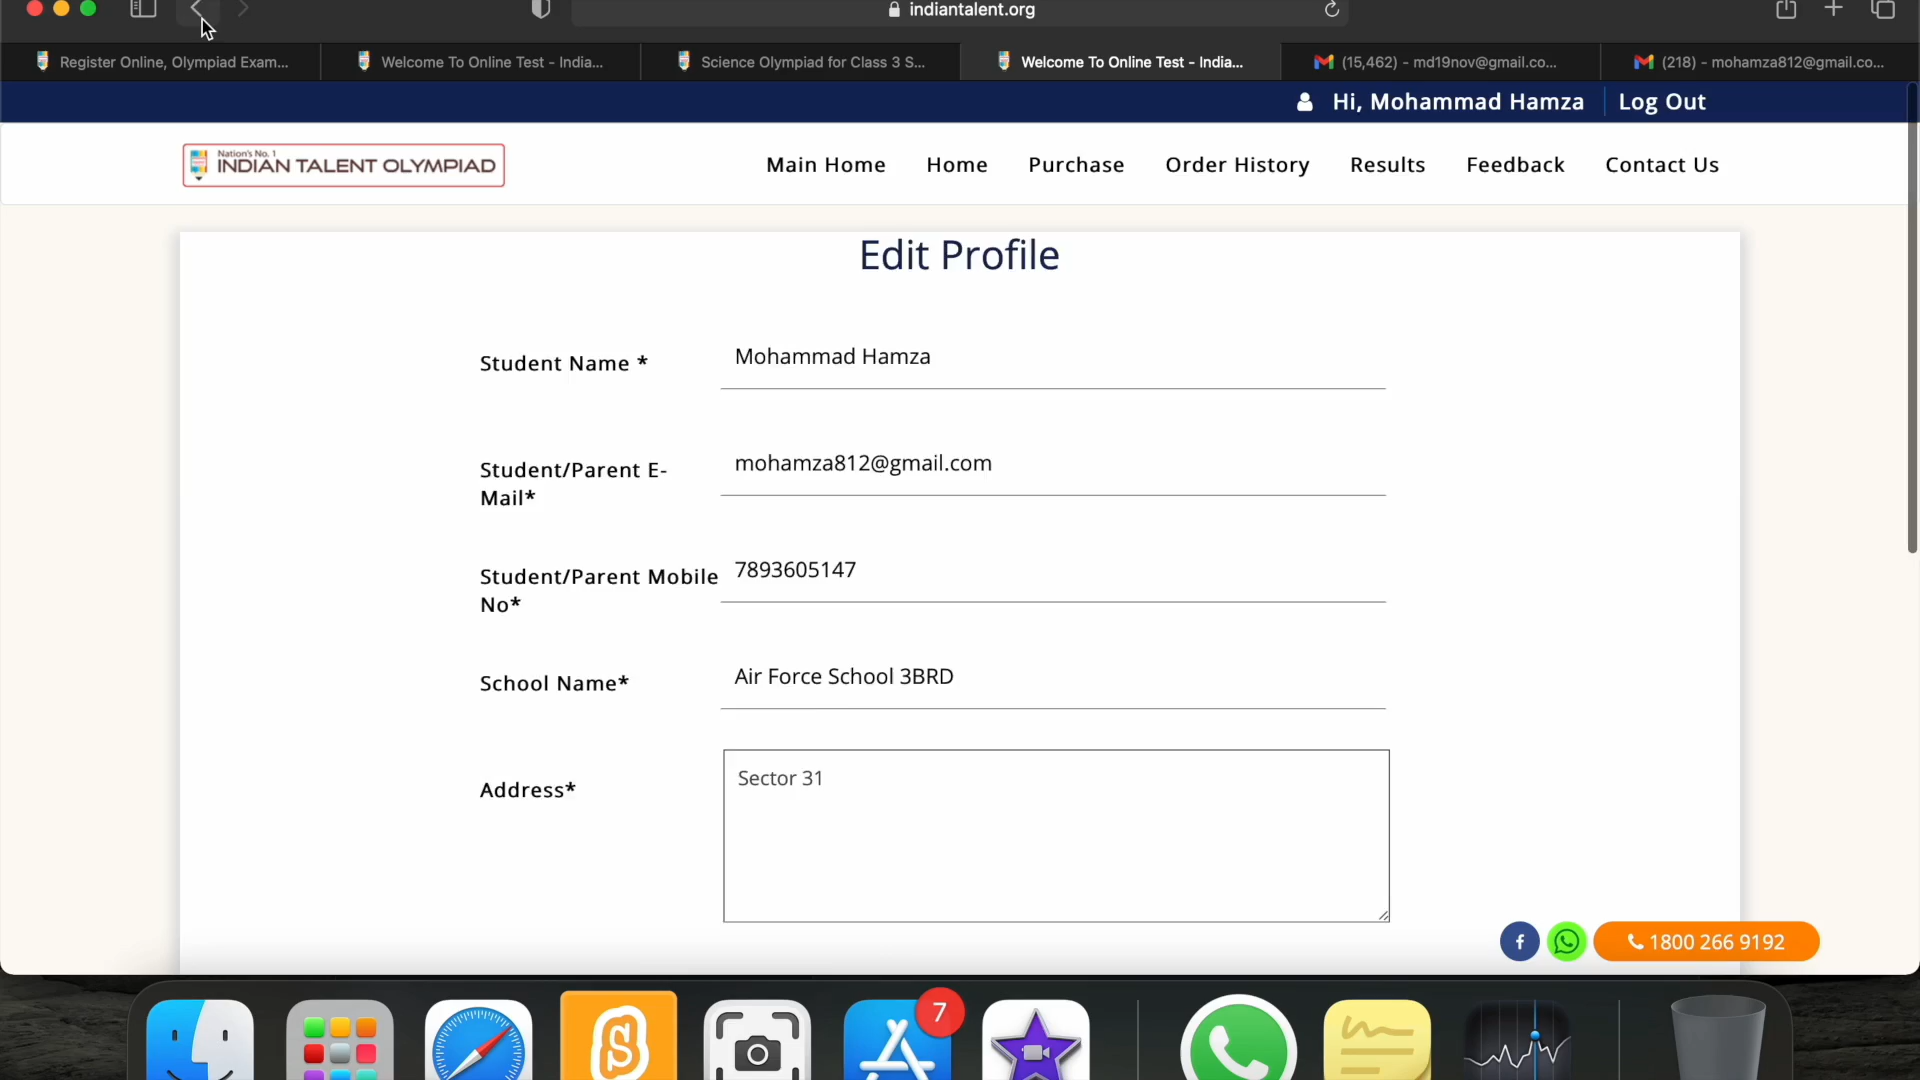 indiantalent.org
Register Online, Olympiad Exam...
Welcome To Online Test - India...
Science Olympiad for Class 3 S...
Welcome To Online Test - India...
(15,462) - md19nov@gmail.co...
(218) - mohamza812@gmail.co...
Hi, Mohammad Hamza
Log Out
Nation's No. 1
INDIAN TALENT OLYMPIAD
Main Home
Home
Purchase
Order History
Results
Feedback
Contact Us
Edit Profile
Student Name *
Mohammad Hamza
Student/Parent E-
Mail*
mohamza812@gmail.com
Student/Parent Mobile
No*
7893605147
School Name*
Air Force School 3BRD
Address*
Sector 31
f
1800 266 9192
7